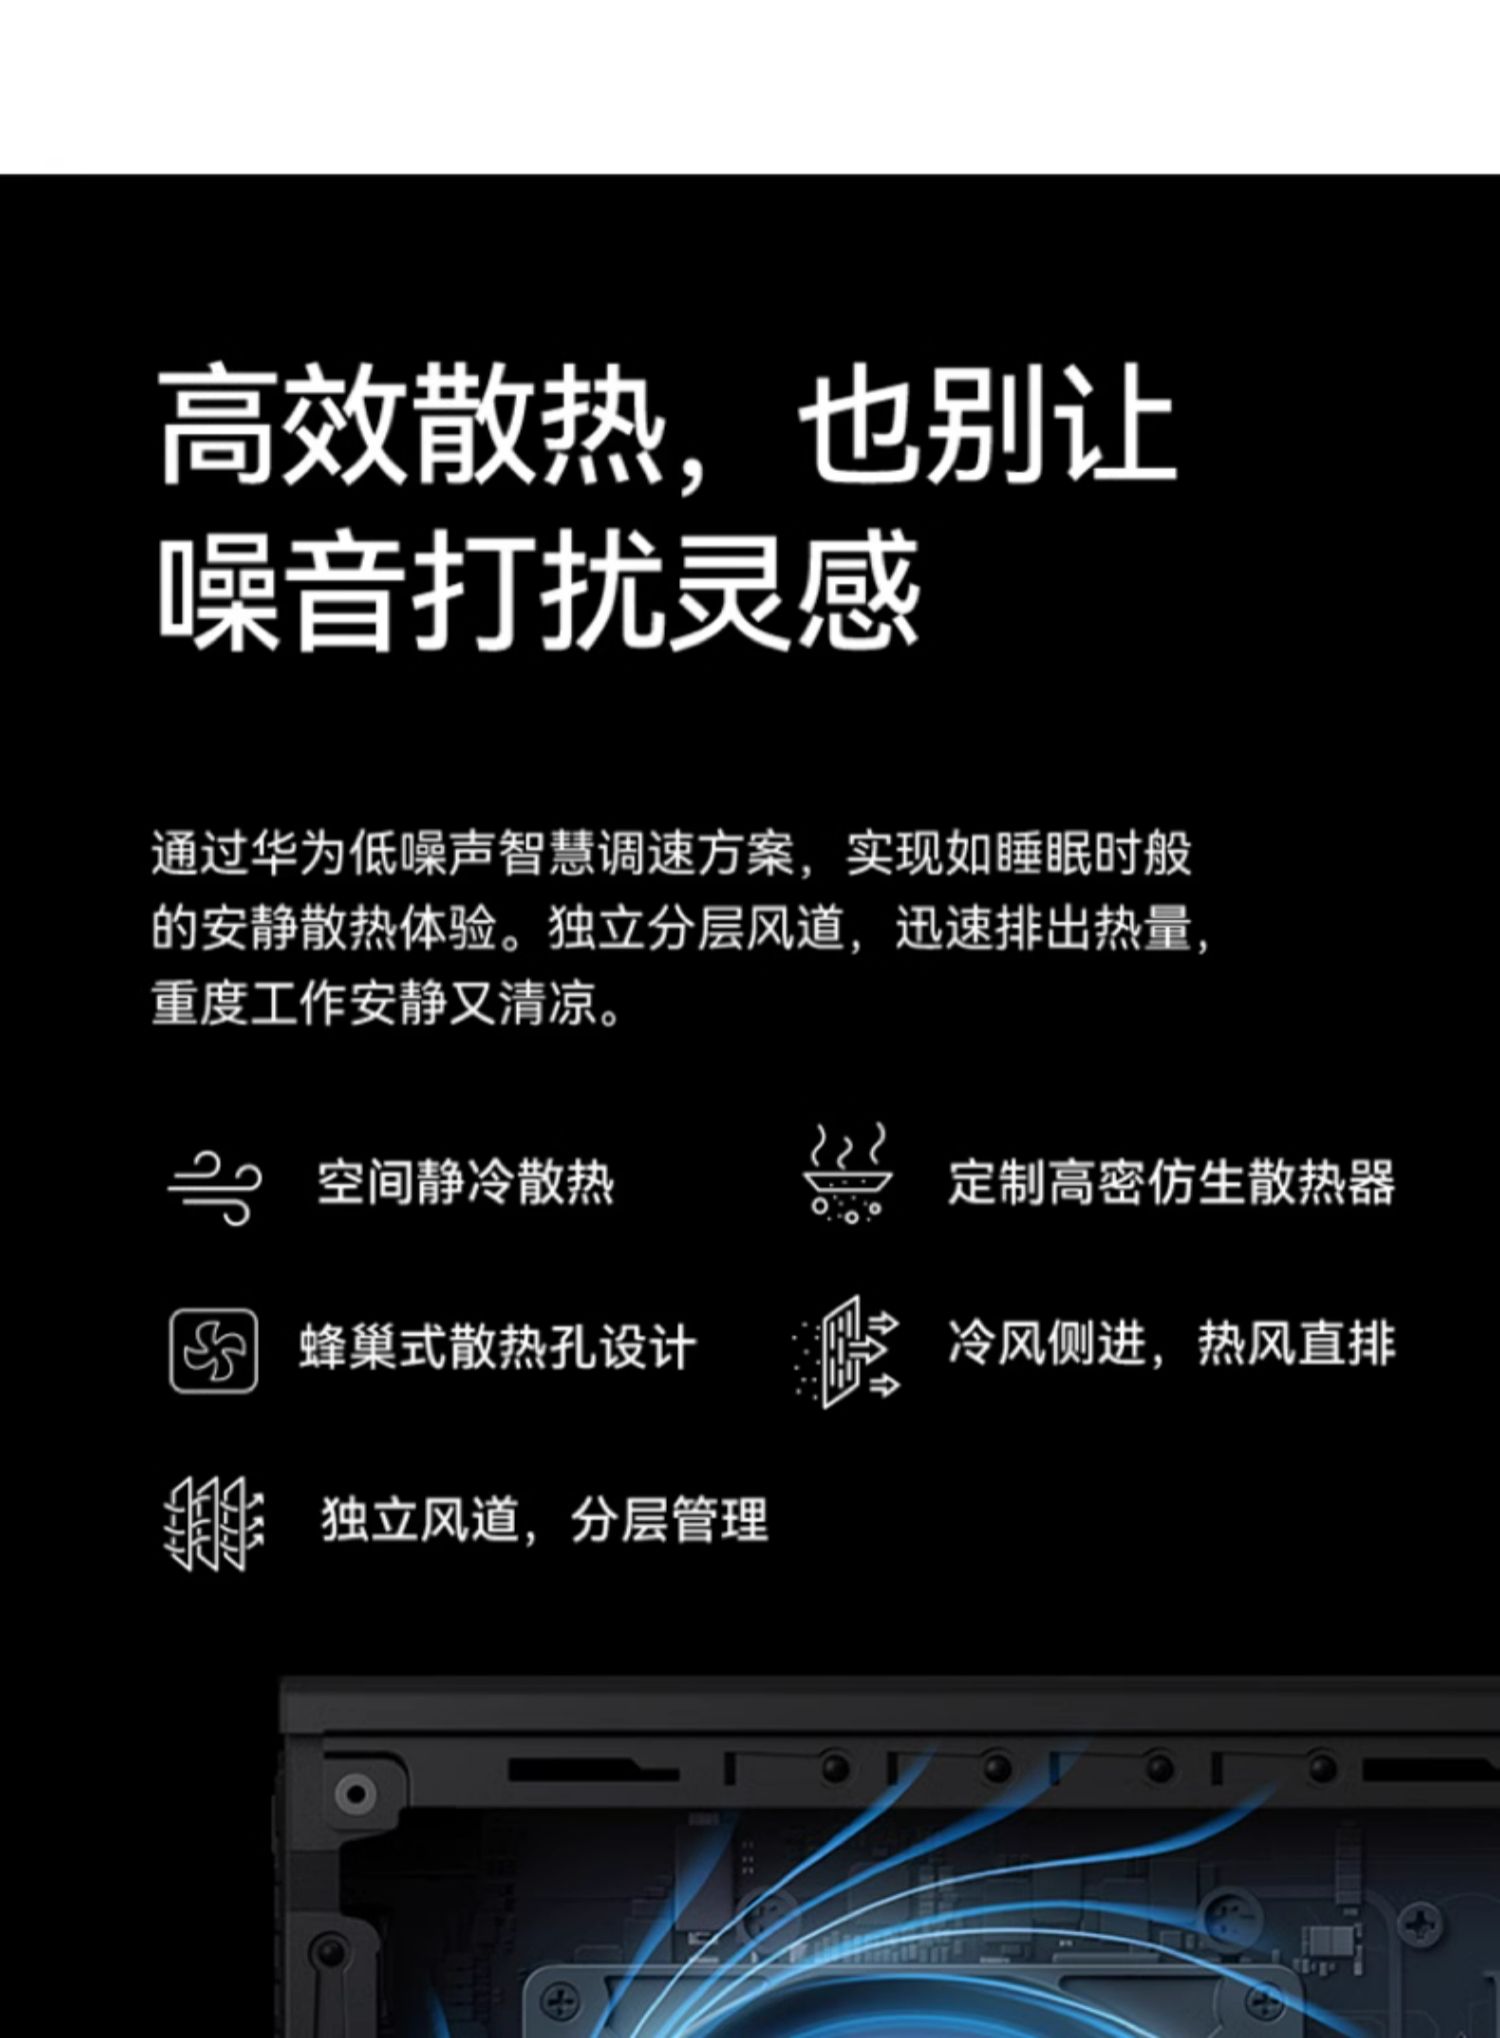 高效散热，也别让
噪音打扰灵感
通过华为低噪声智慧调速方案，实现如睡眠时般
的安静散热体验。独立分层风道，迅速排出热量，
重度工作安静又清凉。
空间静冷散热
定制高密仿生散热器
蜂巢式散热孔设计
冷风侧进，热风直排
独立风道，分层管理